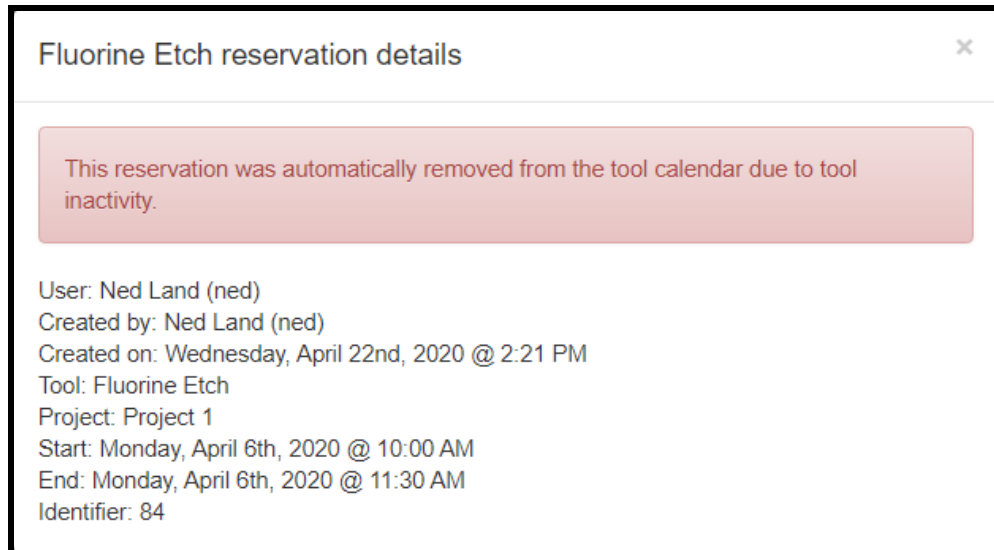 Fluorine Etch reservation details
×
This reservation was automatically removed from the tool calendar due to tool
inactivity.
User: Ned Land (ned)
Created by: Ned Land (ned)
Created on: Wednesday, April 22nd, 2020 @ 2:21 PM
Tool: Fluorine Etch
Project: Project 1
Start: Monday, April 6th, 2020 @ 10:00 AM
End: Monday, April 6th, 2020 @ 11:30 AM
Identifier: 84